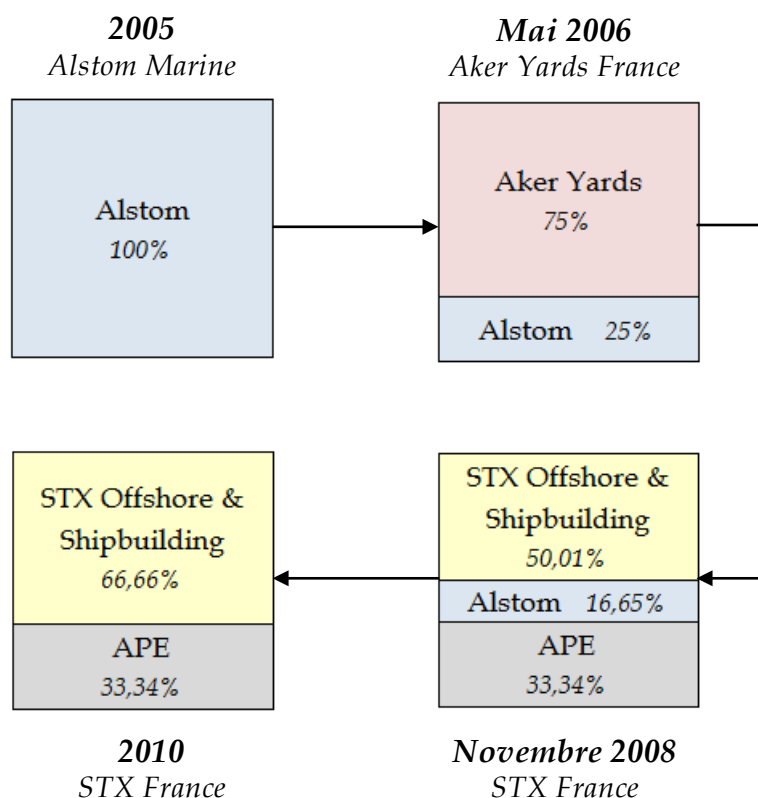 2005
Alstom Marine
Mai 2006
Aker Yards France
Alstom
100%
Aker Yards
75%
Alstom 25%
STX Offshore &
Shipbuilding
66,66%
APE
33,34%
STX Offshore &
Shipbuilding
50,01%
Alstom 16,65%
APE
33,34%
2010
STX France
Novembre 2008
STX France